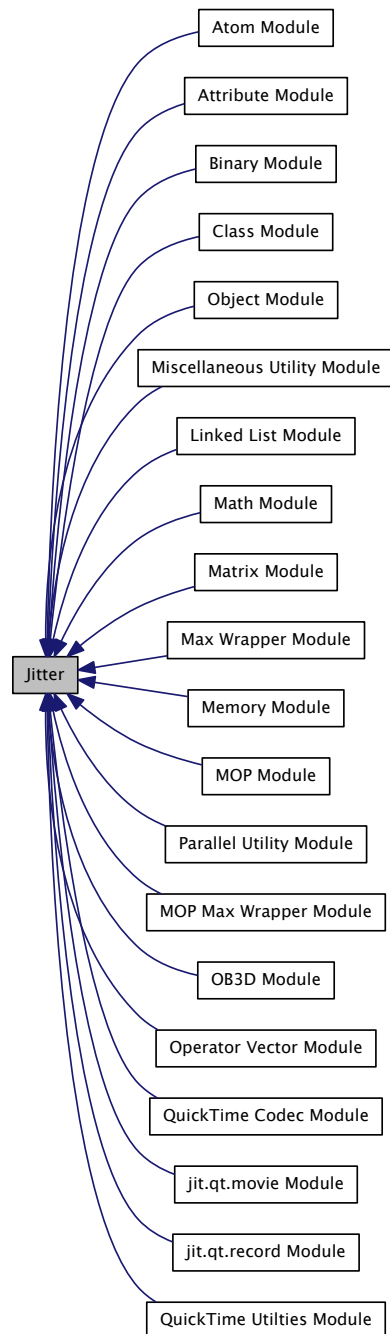 Atom Module
Attribute Module
Binary Module
Class Module
Object Module
Miscellaneous Utility Module
Linked List Module
Math Module
Matrix Module
Max Wrapper Module
Jitter
Memory Module
MOP Module
Parallel Utility Module
MOP Max Wrapper Module
OB3D Module
Operator Vector Module
QuickTime Codec Module
jit.qt.movie Module
jit.qt.record Module
QuickTime Utilties Module